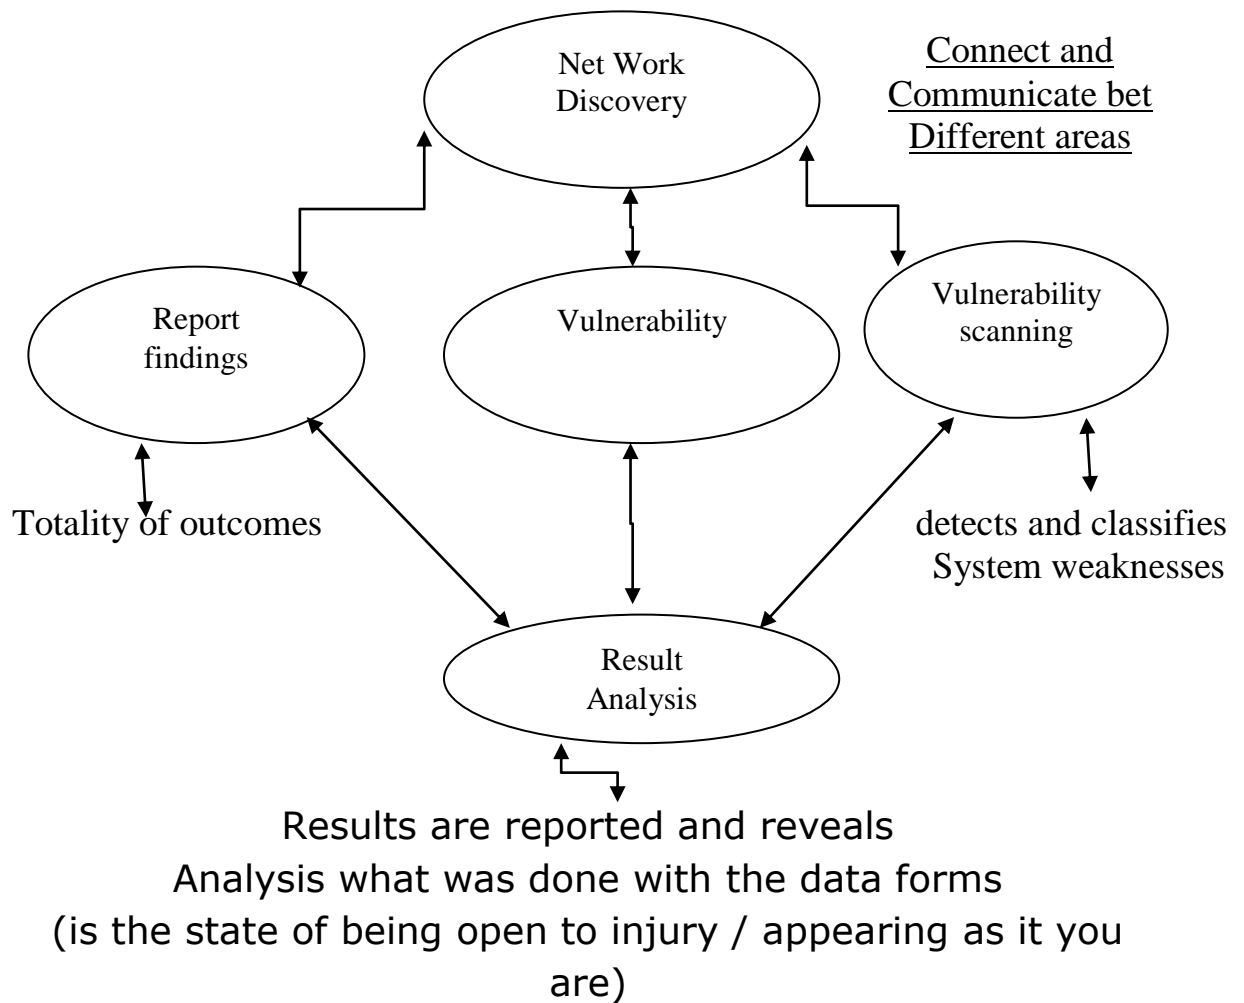 Net Work
Discovery
Connect and
Communicate bet
Different areas
Report
findings
Vulnerability
Vulnerability
scanning
Totality of outcomes
detects and classifies
System weaknesses
Result
Analysis
Results are reported and reveals
Analysis what was done with the data forms
(is the state of being open to injury / appearing as it you
are)